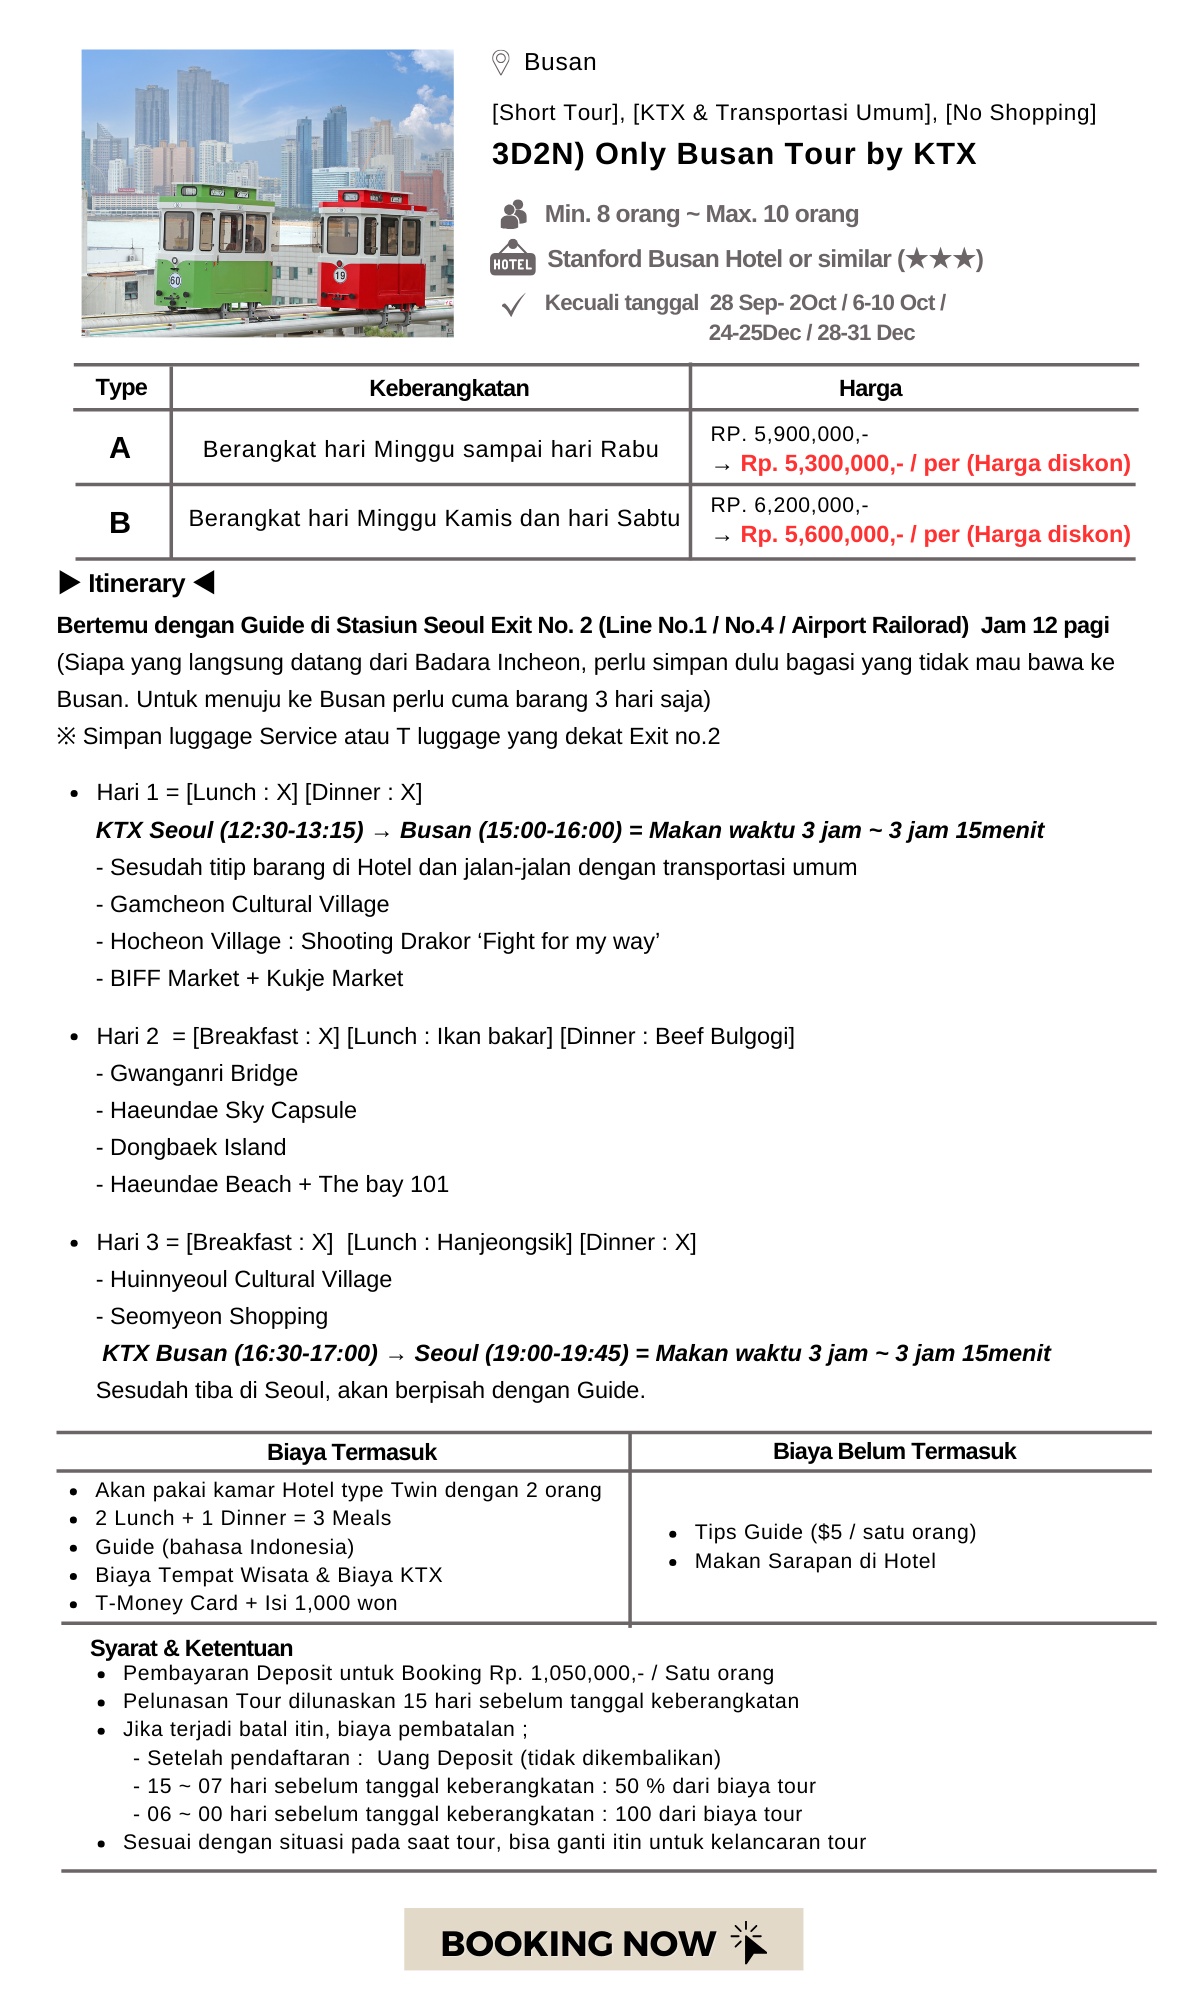 Busan
[Short Tour], [KTX & Transportasi Umum], [No Shopping]
3D2N) Only Busan Tour by KTX
Min. 8 orang ~ Max. 10 orang
HOTEL
Stanford Busan Hotel or similar (★★★)
Kecuali tanggal 28 Sep- 2Oct / 6-10 Oct /
24-25Dec / 28-31 Dec
60
19
Type Keberangkatan Harga
A Berangkat hari Minggu sampai hari Rabu RP. 5,900,000,-
→ Rp. 5,300,000,- / per (Harga diskon)
B Berangkat hari Minggu Kamis dan hari Sabtu RP. 6,200,000,-
→ Rp. 5,600,000,- / per (Harga diskon)
▶ Itinerary ◀
Bertemu dengan Guide di Stasiun Seoul Exit No. 2 (Line No.1 / No.4 / Airport Railorad) Jam 12 pagi
(Siapa yang langsung datang dari Badara Incheon, perlu simpan dulu bagasi yang tidak mau bawa ke
Busan. Untuk menuju ke Busan perlu cuma barang 3 hari saja)
※ Simpan luggage Service atau T luggage yang dekat Exit no.2
• Hari 1 = [Lunch : X] [Dinner : X]
KTX Seoul (12:30-13:15) → Busan (15:00-16:00) = Makan waktu 3 jam ~ 3 jam 15menit
- Sesudah titip barang di Hotel dan jalan-jalan dengan transportasi umum
- Gamcheon Cultural Village
- Hocheon Village : Shooting Drakor ‘Fight for my way’
- BIFF Market + Kukje Market
• Hari 2 = [Breakfast : X] [Lunch : Ikan bakar] [Dinner : Beef Bulgogi]
- Gwanganri Bridge
- Haeundae Sky Capsule
- Dongbaek Island
- Haeundae Beach + The bay 101
• Hari 3 = [Breakfast : X] [Lunch : Hanjeongsik] [Dinner : X]
- Huinnyeoul Cultural Village
- Seomyeon Shopping
KTX Busan (16:30-17:00) → Seoul (19:00-19:45) = Makan waktu 3 jam ~ 3 jam 15menit
Sesudah tiba di Seoul, akan berpisah dengan Guide.
Biaya Termasuk
• Akan pakai kamar Hotel type Twin dengan 2 orang
• 2 Lunch + 1 Dinner = 3 Meals
• Guide (bahasa Indonesia)
• Biaya Tempat Wisata & Biaya KTX
• T-Money Card + Isi 1,000 won
Biaya Belum Termasuk
• Tips Guide ($5 / satu orang)
• Makan Sarapan di Hotel
Syarat & Ketentuan
• Pembayaran Deposit untuk Booking Rp. 1,050,000,- / Satu orang
• Pelunasan Tour dilunaskan 15 hari sebelum tanggal keberangkatan
• Jika terjadi batal itin, biaya pembatalan ;
- Setelah pendaftaran : Uang Deposit (tidak dikembalikan)
- 15 ~ 07 hari sebelum tanggal keberangkatan : 50 % dari biaya tour
- 06 ~ 00 hari sebelum tanggal keberangkatan : 100 dari biaya tour
• Sesuai dengan situasi pada saat tour, bisa ganti itin untuk kelancaran tour
BOOKING NOW